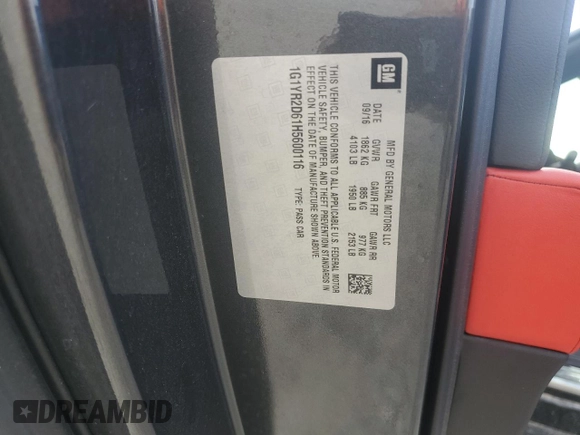 GM
MFD BY GENERAL MOTORS LLC
DATE GVWR GAWR FRT GAWR RR
09/16 1862 KG 885 KG 977 KG
4103 LB 1950 LB 2153 LB
THIS VEHICLE CONFORMS TO ALL APPLICABLE U.S. FEDERAL MOTOR
VEHICLE SAFETY, BUMPER, AND THEFT PREVENTION STANDARDS IN
EFFECT ON THE DATE OF MANUFACTURE SHOWN ABOVE.
1G1YR2D61H5600116 TYPE: PASS CAR
DREAMBID